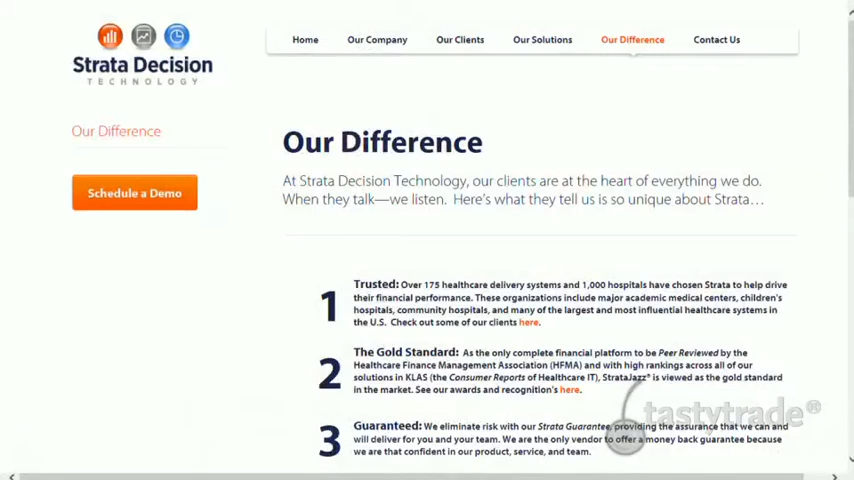 Strata Decision
TECHNOLOGY
Home Our Company Our Clients Our Solutions Our Difference Contact Us
Our Difference
Schedule a Demo
Our Difference
At Strata Decision Technology, our clients are at the heart of everything we do.
When they talk—we listen. Here's what they tell us is so unique about Strata…
1 Trusted: Over 175 healthcare delivery systems and 1,000 hospitals have chosen Strata to help drive
their financial performance. These organizations include major academic medical centers, children's
hospitals, community hospitals, and many of the largest and most influential healthcare systems in
the U.S. Check out some of our clients here.
2 The Gold Standard: As the only complete financial platform to be Peer Reviewed by the
Healthcare Finance Management Association (HFMA) and with high rankings across all of our
solutions in KLAS (the Consumer Reports of Healthcare IT), StrataJazz® is viewed as the gold standard
in the market. See our awards and recognition's here.
3 Guaranteed: We eliminate risk with our Strata Guarantee, providing the assurance that we can and
will deliver for you and your team. We are the only vendor to offer a money back guarantee because
we are that confident in our product, service, and team.
tastytrade®